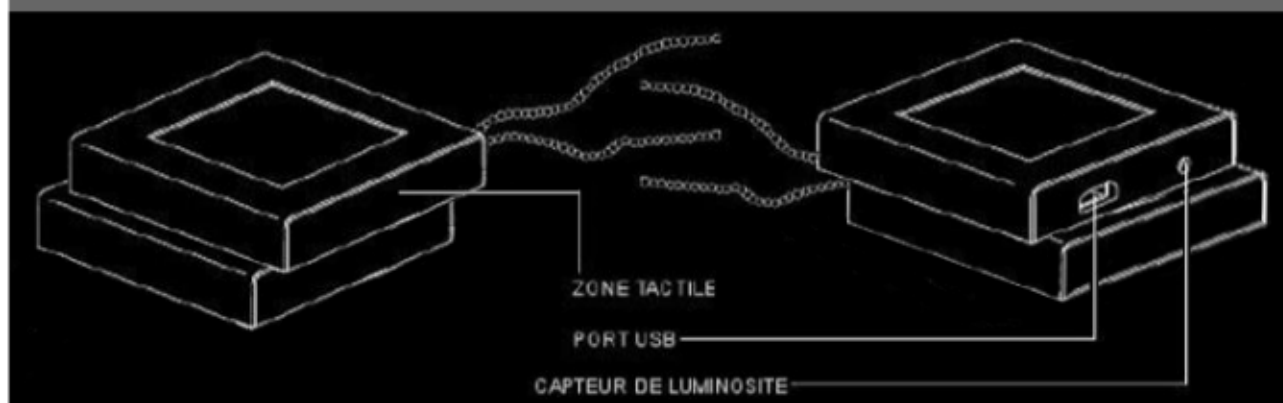 ZONE TACTILE
PORT USB
CAPTEUR DE LUMINOSITE